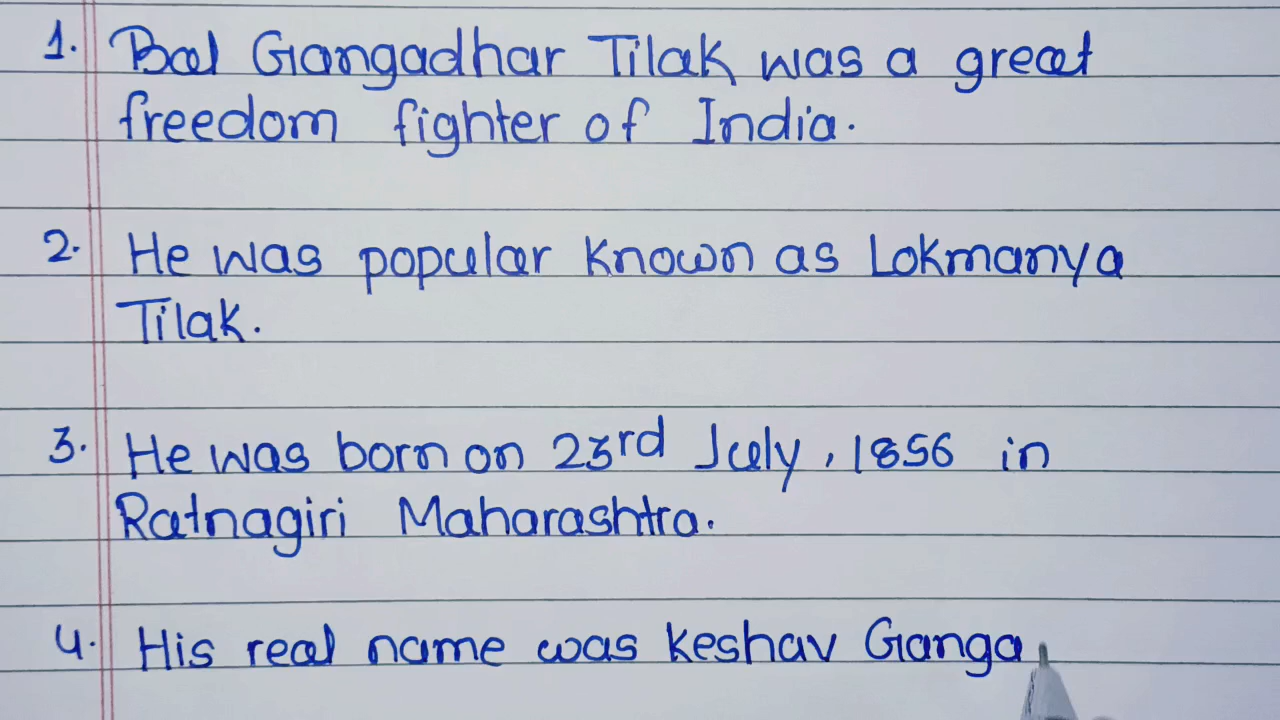 1. Bal Gangadhar Tilak was a great
freedom fighter of India.
2. He was popular known as Lokmanya
Tilak.
3. He was born on 23rd July, 1856 in
Ratnagiri Maharashtra.
4. His real name was Keshav Ganga